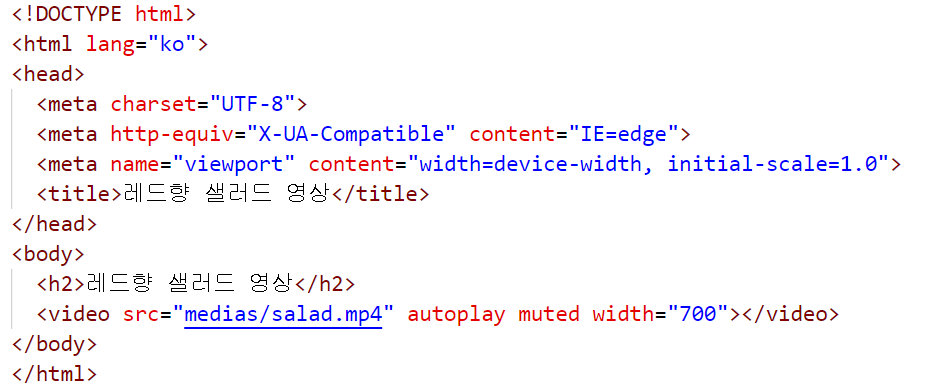 <!DOCTYPE html>
<html lang="ko">
<head>
<meta charset="UTF-8">
<meta http-equiv="X-UA-Compatible" content="IE=edge">
<meta name="viewport" content="width=device-width, initial-scale=1.0">
<title>레드향 샐러드 영상</title>
</head>
<body>
<h2>레드향 샐러드 영상</h2>
<video src="medias/salad.mp4" autoplay muted width="700"></video>
</body>
</html>